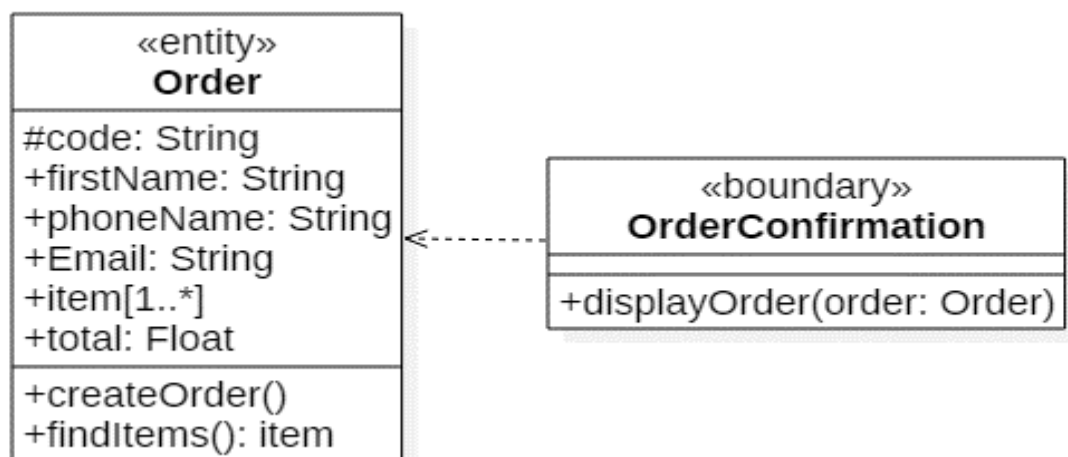 «entity»
Order
#code: String
+firstName: String
+phoneName: String
+Email: String
+item[1..*]
+total: Float
+createOrder()
+findItems(): item
«boundary»
OrderConfirmation
+displayOrder(order: Order)